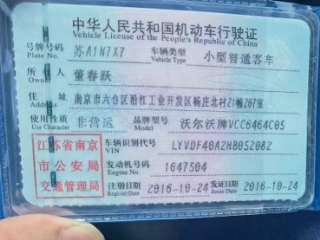 中华人民共和国机动车行驶证
Vehicle License of the People's Republic of China
号牌号码 Plate No. 苏A1N7X7 车辆类型 Vehicle Type 小型普通客车
所有人 Owner 董春跃
住址 Address 南京市六合区沿江工业开发区杨庄北村21幢207室
使用性质 Use Character 非营运 品牌型号 Model 沃尔沃牌VCC6464C05
江苏省南京 车辆识别代号 VIN LYVDF40A2HB052082
市公安局 发动机号码 Engine No. 1647504
交通管理局 注册日期 Register Date 2016-10-24 发证日期 Issue Date 2016-10-24